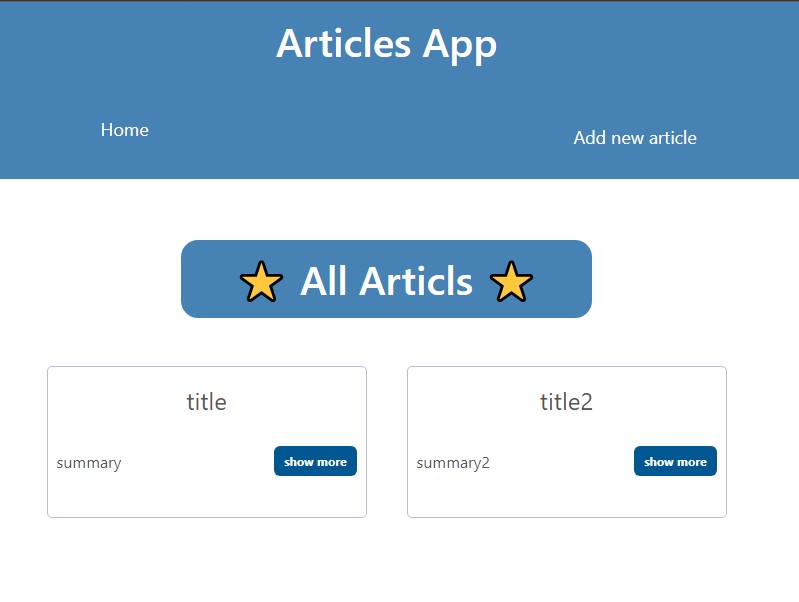 Articles App
Home
Add new article
⭐ All Articls ⭐
title
summary
show more
title2
summary2
show more